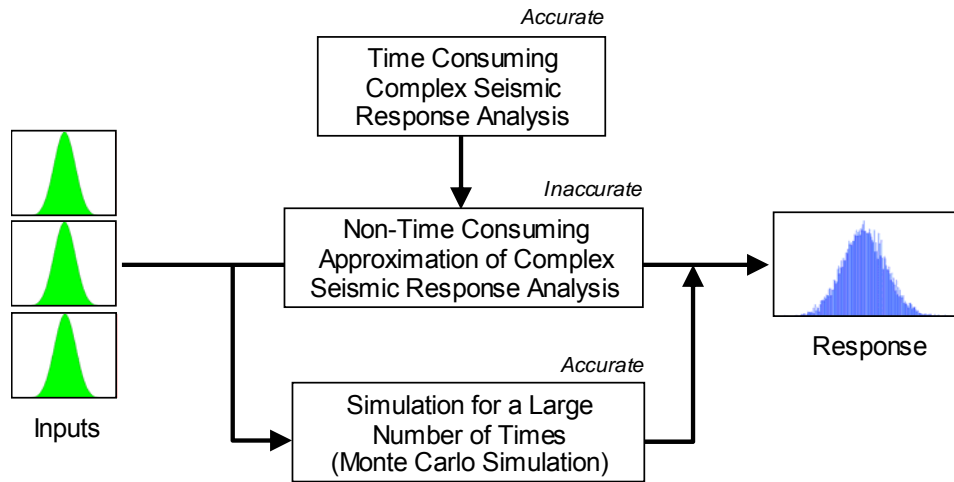 Accurate
Time Consuming
Complex Seismic
Response Analysis
Inaccurate
Non-Time Consuming
Approximation of Complex
Seismic Response Analysis
Response
Accurate
Simulation for a Large
Number of Times
(Monte Carlo Simulation)
Inputs